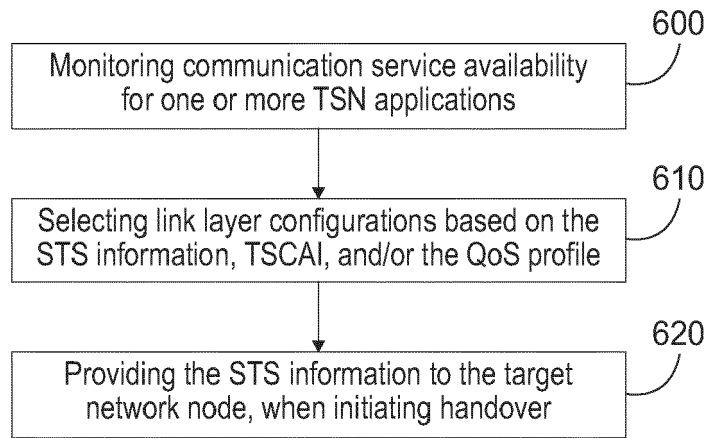 600
Monitoring communication service availability
for one or more TSN applications
610
Selecting link layer configurations based on the
STS information, TSCAI, and/or the QoS profile
620
Providing the STS information to the target
network node, when initiating handover